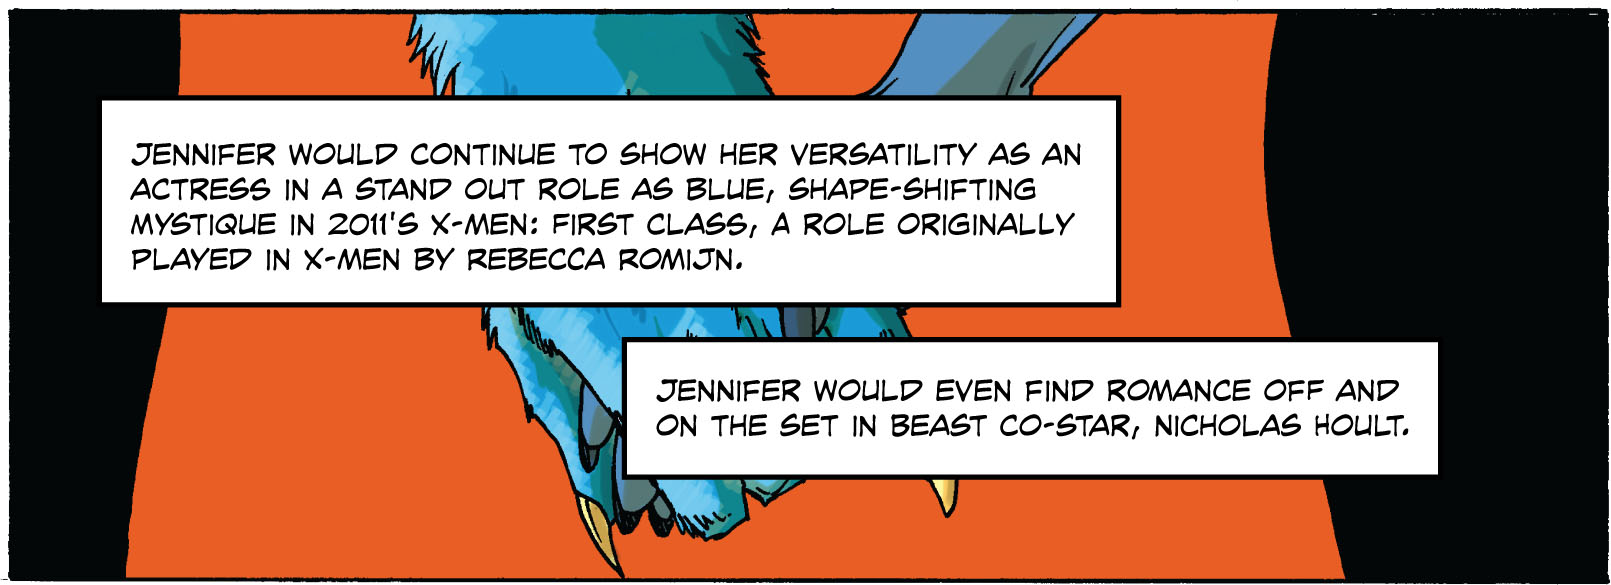 JENNIFER WOULD CONTINUE TO SHOW HER VERSATILITY AS AN
ACTRESS IN A STAND OUT ROLE AS BLUE, SHAPE-SHIFTING
MYSTIQUE IN 2011'S X-MEN: FIRST CLASS, A ROLE ORIGINALLY
PLAYED IN X-MEN BY REBECCA ROMIJN.
JENNIFER WOULD EVEN FIND ROMANCE OFF AND
ON THE SET IN BEAST CO-STAR, NICHOLAS HOULT.